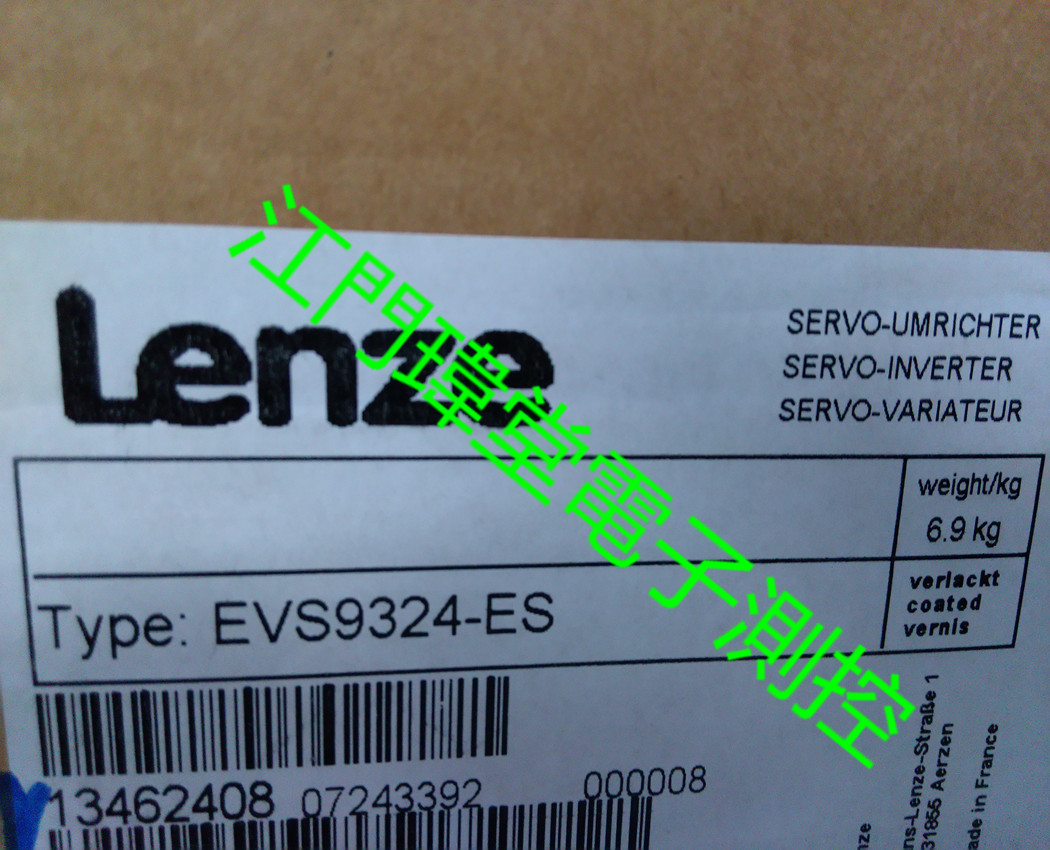 Lenze
SERVO-UMRICHTER
SERVO-INVERTER
SERVO-VARIATEUR
江門瑋堂電子測控
weight/kg
6.9 kg
Type: EVS9324-ES
verlackt
coated
vernis
13462408 07243392 000008
ns-Lenze-Straße 1
31855 Aerzen
ade in France
nze